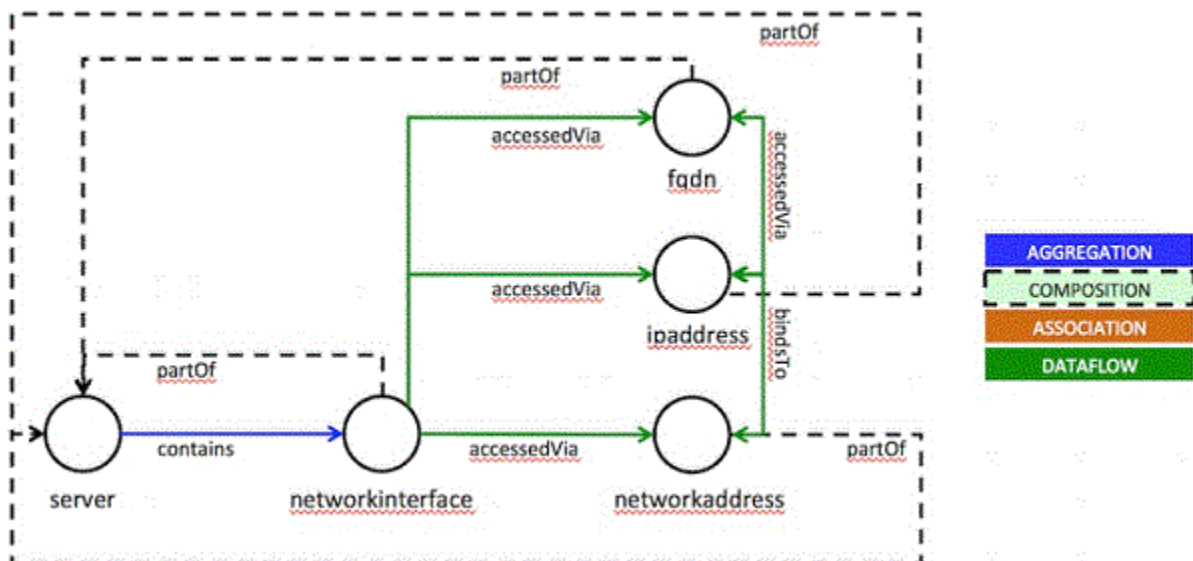 partOf
partOf
accessedVia
accessedVia
fqdn
AGGREGATION
accessedVia
COMPOSITION
ipaddress
bindsTo
ASSOCIATION
partOf
DATAFLOW
contains
accessedVia
partOf
server
networkinterface
networkaddress